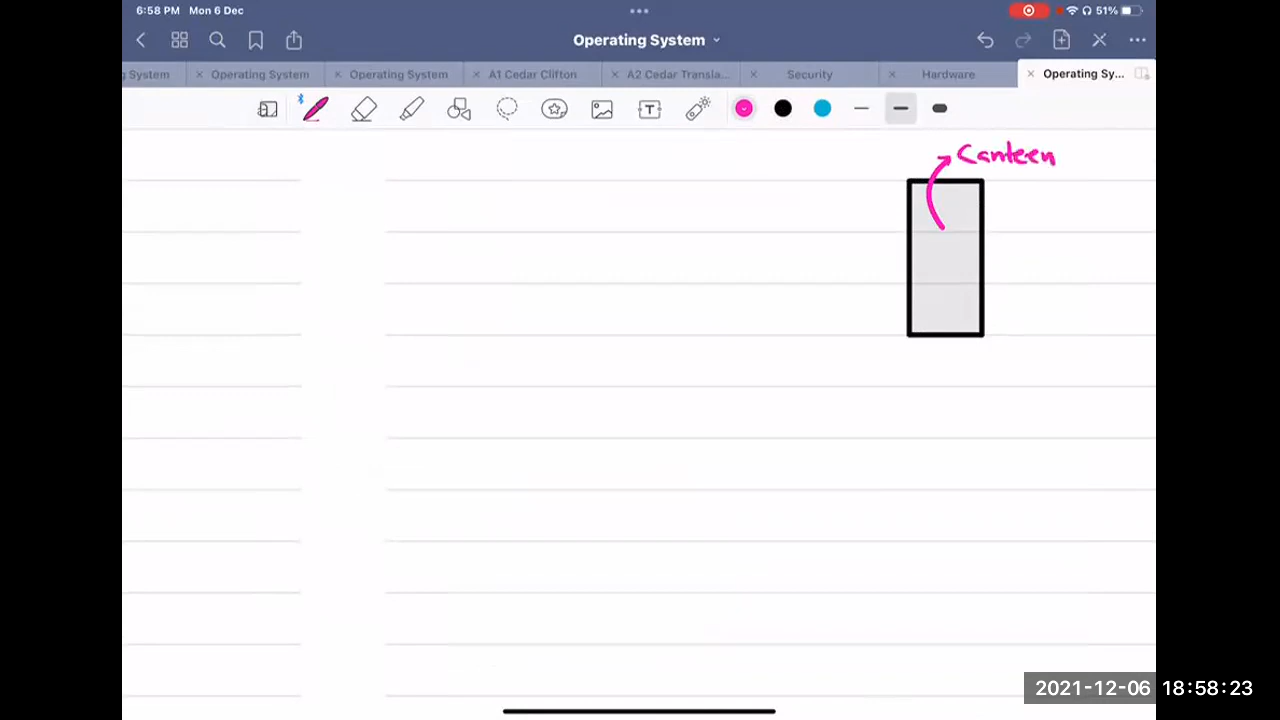 6:58 PM Mon 6 Dec 51%
Operating System
g System Operating System Operating System A1 Cedar Clifton A2 Cedar Transla... Security Hardware Operating Sy...
T
Canteen
2021-12-06 18:58:23